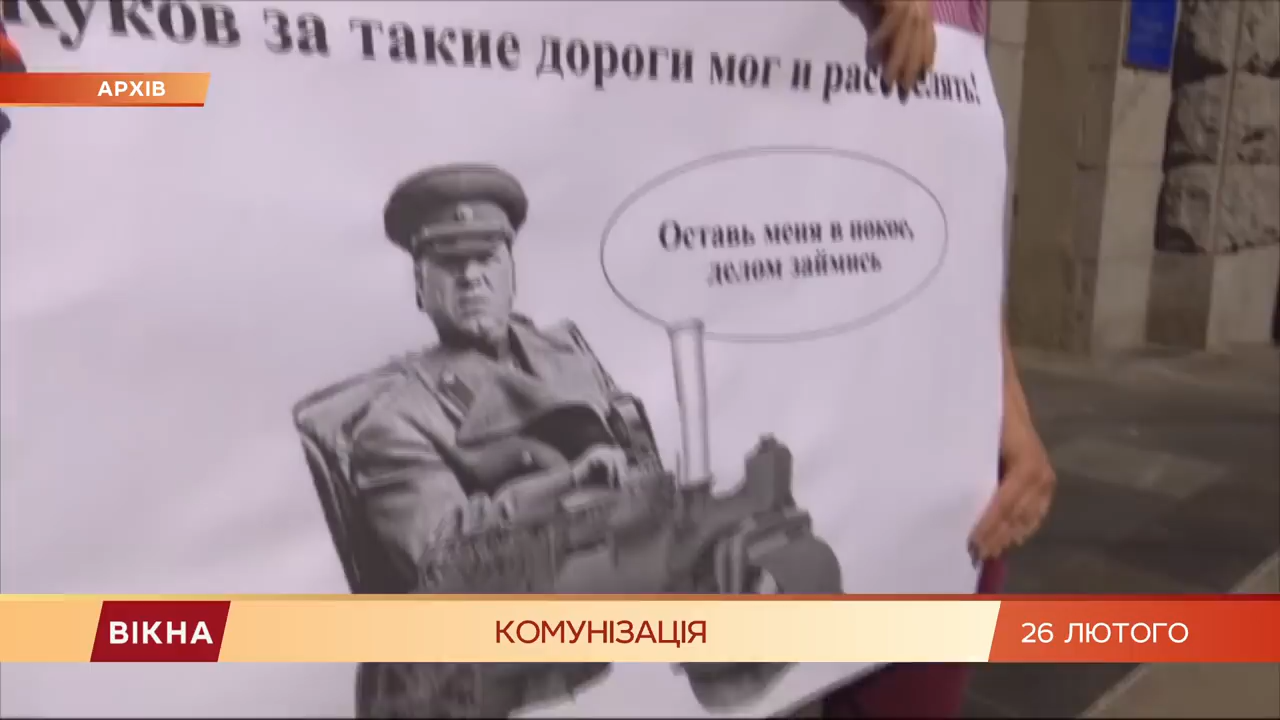 Жуков за такие дороги мог и расстрелять!
АРХІВ
Оставь меня в покое,
делом займись
ВІКНА
КОМУНІЗАЦІЯ
26 ЛЮТОГО